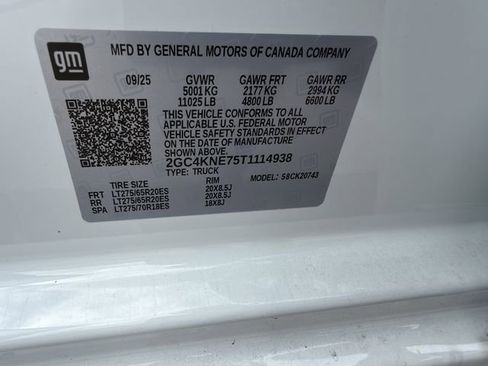 gm
MFD BY GENERAL MOTORS OF CANADA COMPANY
09/25 GVWR GAWR FRT GAWR RR
5001 KG 2177 KG 2994 KG
11025 LB 4800 LB 6600 LB
THIS VEHICLE CONFORMS TO ALL
APPLICABLE U.S. FEDERAL MOTOR
VEHICLE SAFETY STANDARDS IN EFFECT
ON THE DATE OF MANUFACTURE
SHOWN ABOVE.
2GC4KNE75T1114938
TYPE: TRUCK MODEL: 58CK20743
TIRE SIZE RIM
FRT LT275/65R20ES 20X8.5J
RR LT275/65R20ES 20X8.5J
SPA LT275/70R18ES 18X8J